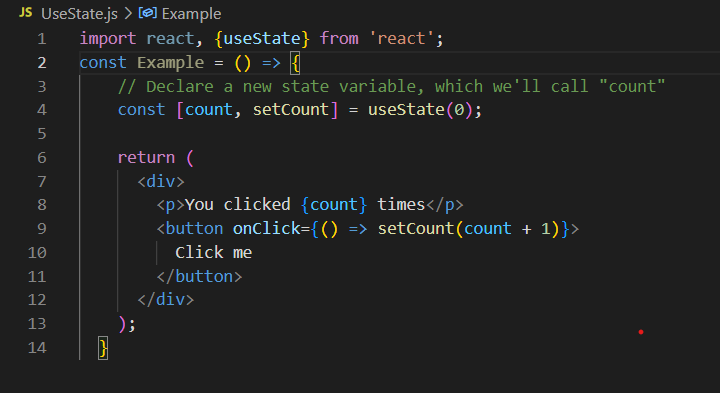 JS UseState.js > Example
1 import react, {useState} from 'react';
2 const Example = () => {
3 // Declare a new state variable, which we'll call "count"
4 const [count, setCount] = useState(0);
5
6 return (
7 <div>
8 <p>You clicked {count} times</p>
9 <button onClick={() => setCount(count + 1)}>
10 Click me
11 </button>
12 </div>
13 );
14 }